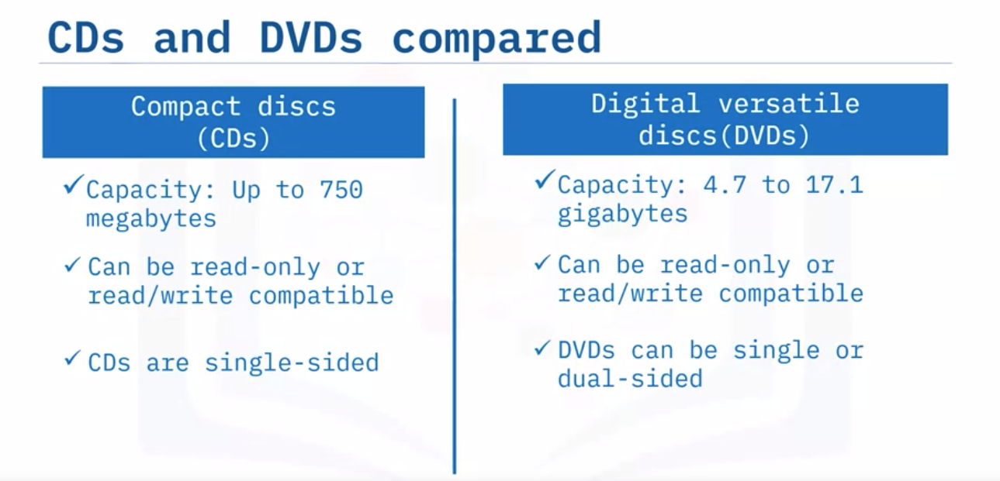 CDs and DVDs compared
Compact discs
(CDs)
✓Capacity: Up to 750
megabytes
✓ Can be read-only or
read/write compatible
✓ CDs are single-sided
Digital versatile
discs(DVDs)
✓Capacity: 4.7 to 17.1
gigabytes
✓ Can be read-only or
read/write compatible
✓ DVDs can be single or
dual-sided